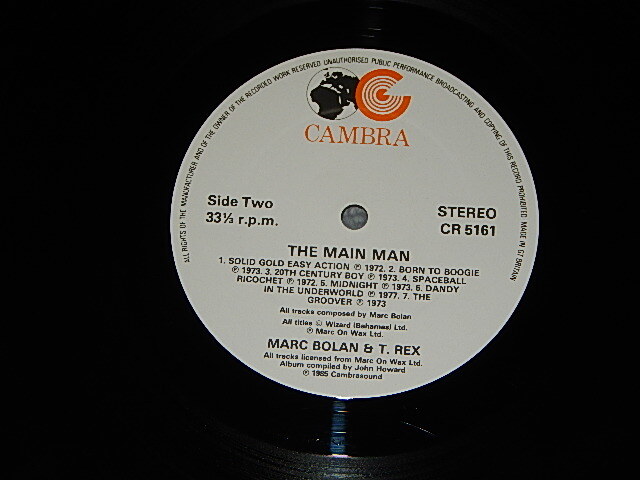 ALL RIGHTS OF THE MANUFACTURER AND OF THE OWNER OF THE RECORDED WORK RESERVED UNAUTHORISED PUBLIC PERFORMANCE BROADCASTING AND COPYING OF THIS RECORD PROHIBITED MADE IN GT BRITAIN
CAMBRA
Side Two
33⅓ r.p.m.
STEREO
CR 5161
THE MAIN MAN
1. SOLID GOLD EASY ACTION ℗ 1972. 2. BORN TO BOOGIE
℗ 1973. 3. 20TH CENTURY BOY ℗ 1973. 4. SPACEBALL
RICOCHET ℗ 1972. 5. MIDNIGHT ℗ 1973. 6. DANDY
IN THE UNDERWORLD ℗ 1977. 7. THE
GROOVER ℗ 1973
All tracks composed by Marc Bolan
All titles © Wizard (Bahamas) Ltd.
℗ Marc On Wax Ltd.
MARC BOLAN & T. REX
All tracks licensed from Marc On Wax Ltd.
Album compiled by John Howard
℗ 1985 Cambrasound